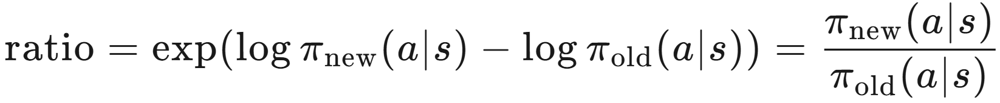 ratio = exp(log π_new(a|s) − log π_old(a|s)) = π_new(a|s) / π_old(a|s)